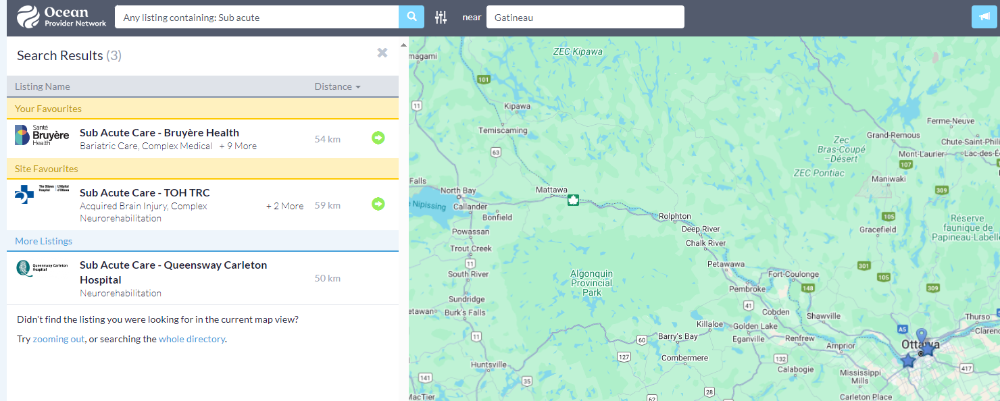 Ocean
Provider Network
Any listing containing: Sub acute
near
Gatineau
Search Results (3)
Listing Name
Distance
Your Favourites
Santé
Bruyère
Health
Sub Acute Care - Bruyère Health
Bariatric Care, Complex Medical + 9 More
54 km
Site Favourites
The Ottawa Hospital
L'Hôpital d'Ottawa
Sub Acute Care - TOH TRC
Acquired Brain Injury, Complex
Neurorehabilitation
+ 2 More
59 km
More Listings
Queensway Carleton
Hospital
Sub Acute Care - Queensway Carleton
Hospital
Neurorehabilitation
50 km
Didn't find the listing you were looking for in the current map view?
Try zooming out, or searching the whole directory.
ZEC Kipawa
magami
101
11
Kipawa
Temiscaming
63
Ferme-Neuve
Grand-Remous
Chute-Saint-Phili
Zec
Bras-Coupé
–Désert
Mont-Laurier
Lac-des-É
107
ZEC Pontiac
Maniwaki
309
Falls
North Bay
Mattawa
e Nipissing
Callander
Bonfield
Rolphton
105
Réserve
faunique de
Papineau-Labelle
Gracefield
Powassan
Deep River
Chalk River
Trout Creek
11
Petawawa
301
105
South River
Algonquin
Provincial
Park
Fort-Coulonge
Pembroke
148
309
Sundridge
41
etawan
Burk's Falls
Cobden
Shawville
Thurso
Killaloe
Golden Lake
A5
Clarenc
11
60
Barry's Bay
Eganville
Renfrew
Arnprior
Ottawa
127
Combermere
132
Huntsville
Calabogie
417
141
35
Mississippi
Mills
28
MacTier
62
Carleton Place